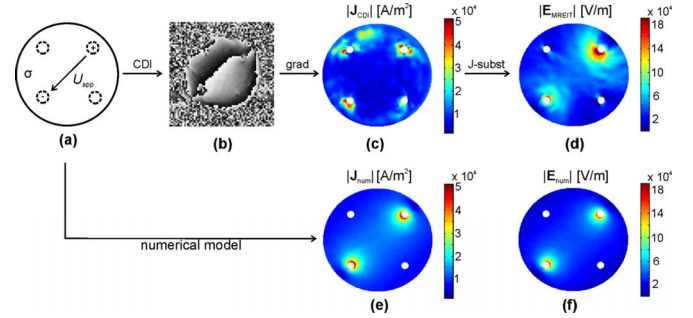 |J_CDI| [A/m²]
x 10⁴
|E_MREIT| [V/m]
x 10⁴
σ
U_app
CDI
grad
J-subst
5
4
3
2
1
18
14
10
6
2
(a)
(b)
(c)
(d)
|J_num| [A/m²]
x 10⁴
|E_num| [V/m]
x 10⁴
numerical model
5
4
3
2
1
18
14
10
6
2
(e)
(f)